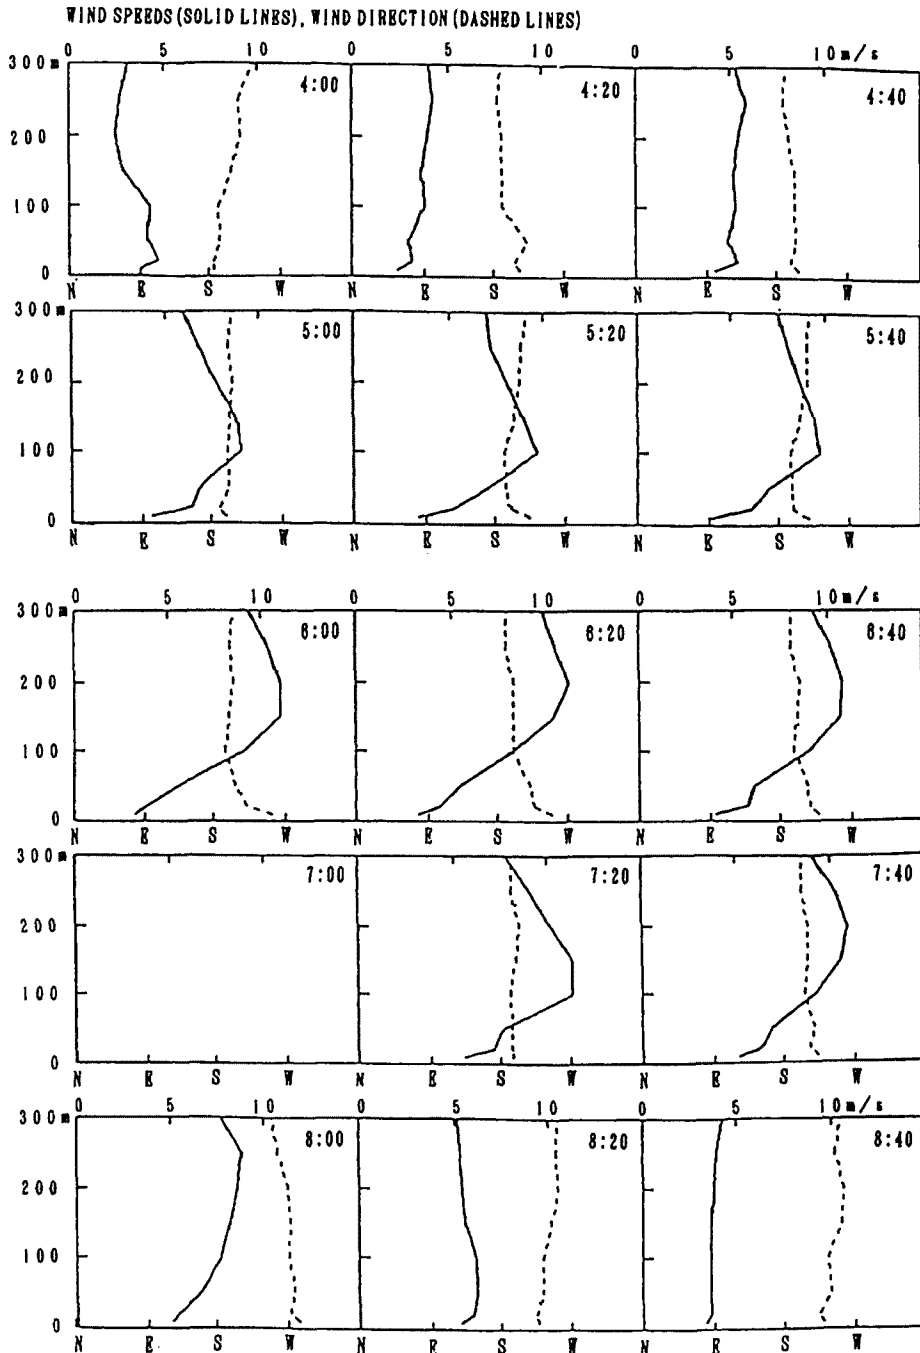 WIND SPEEDS (SOLID LINES), WIND DIRECTION (DASHED LINES)
0 5 10 0 5 10 5 10 m/s
300m 4:00 4:20 4:40
200
100
0
N E S W N E S W N E S W
300m 5:00 5:20 5:40
200
100
0
N E S W N E S W N E S W
0 5 10 0 5 10 0 5 10 m/s
300m 6:00 6:20 6:40
200
100
0
N E S W N E S W N E S W
300m 7:00 7:20 7:40
200
100
0
N E S W N E S W N E S W
0 5 10 0 5 10 0 5 10 m/s
300m 8:00 8:20 8:40
200
100
0
N E S W N E S W N E S W